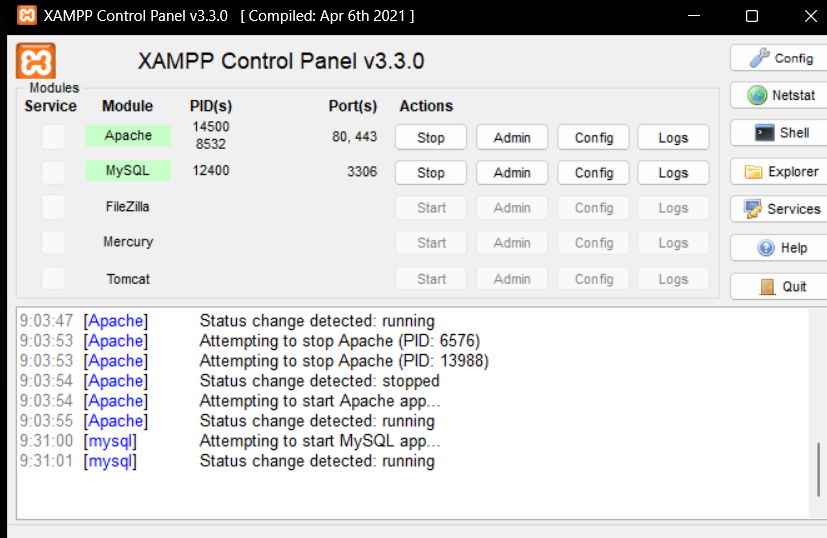 XAMPP Control Panel v3.3.0 [ Compiled: Apr 6th 2021 ]
XAMPP Control Panel v3.3.0
Config
Modules
Service Module PID(s) Port(s) Actions
Netstat
Apache 14500 8532 80, 443 Stop Admin Config Logs
Shell
MySQL 12400 3306 Stop Admin Config Logs
Explorer
FileZilla Start Admin Config Logs
Services
Mercury Start Admin Config Logs
Help
Tomcat Start Admin Config Logs
Quit
9:03:47 [Apache] Status change detected: running
9:03:53 [Apache] Attempting to stop Apache (PID: 6576)
9:03:53 [Apache] Attempting to stop Apache (PID: 13988)
9:03:54 [Apache] Status change detected: stopped
9:03:54 [Apache] Attempting to start Apache app...
9:03:55 [Apache] Status change detected: running
9:31:00 [mysql] Attempting to start MySQL app...
9:31:01 [mysql] Status change detected: running